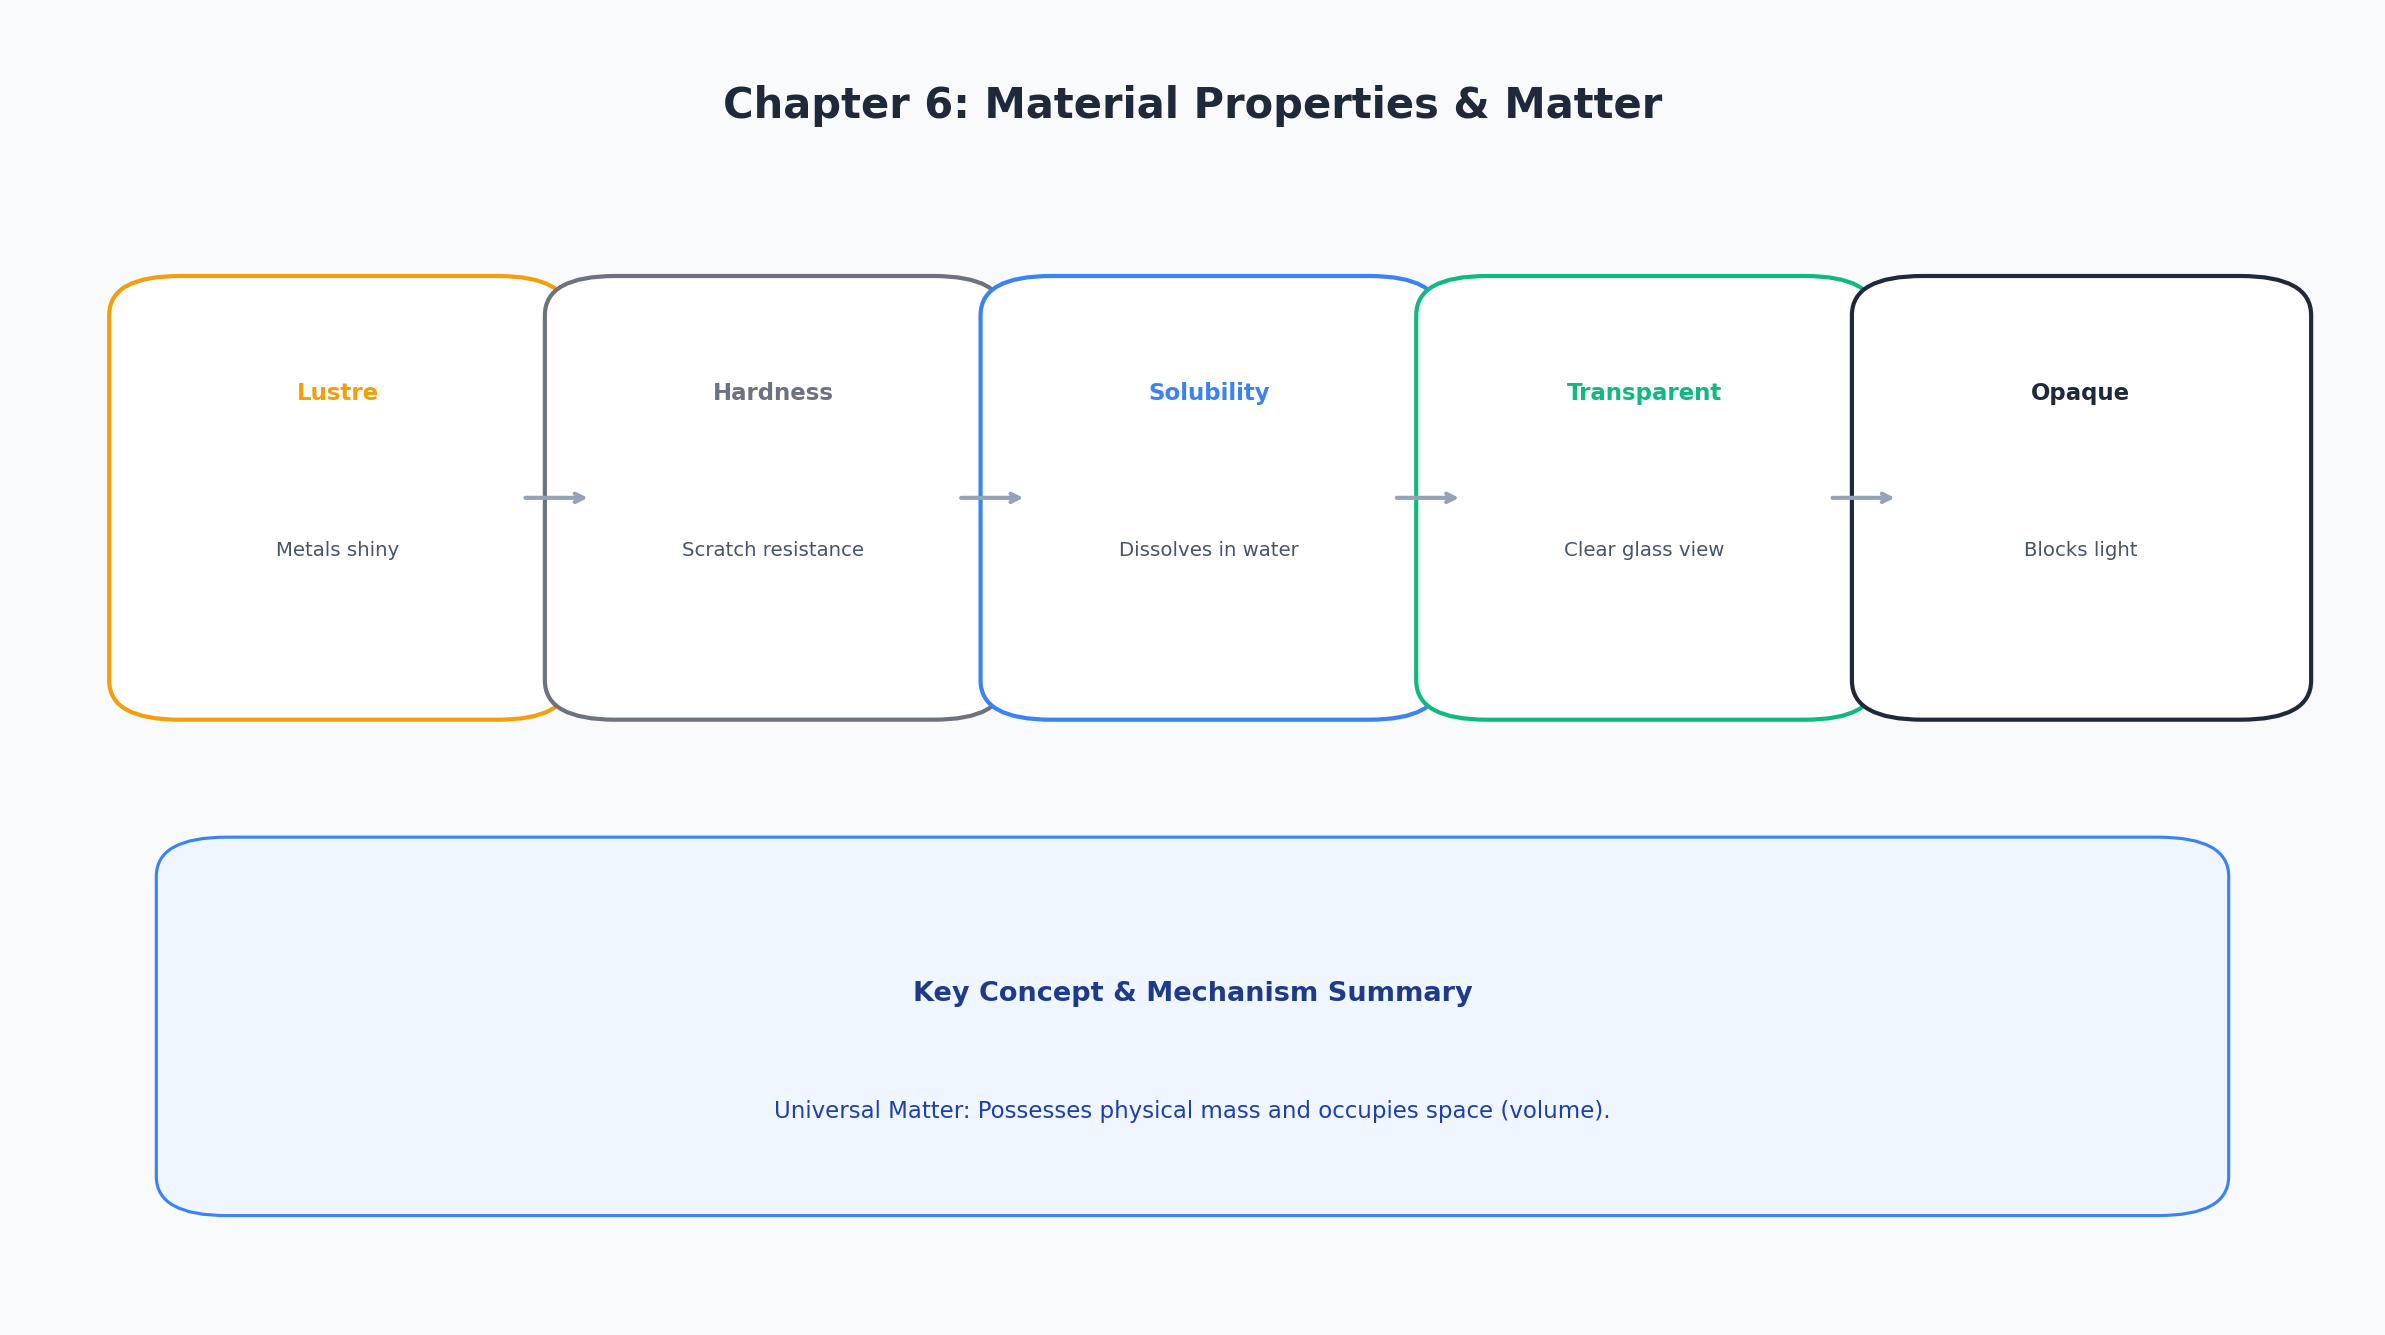 Chapter 6: Material Properties & Matter
Lustre
Hardness
Solubility
Transparent
Opaque
Metals shiny
Scratch resistance
Dissolves in water
Clear glass view
Blocks light
Key Concept & Mechanism Summary
Universal Matter: Possesses physical mass and occupies space (volume).